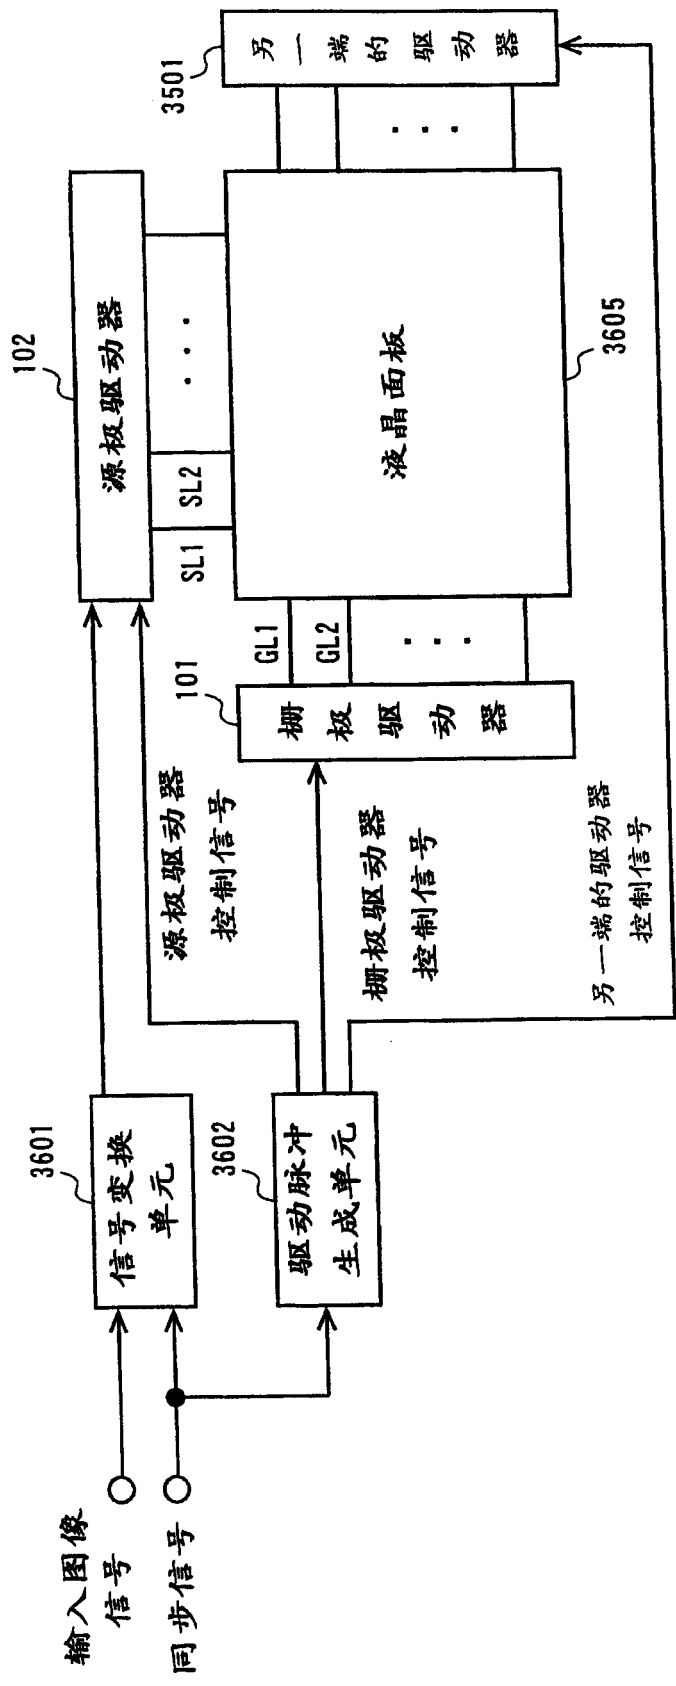 输入图像
信号
同步信号
3601
信号变换
单元
3602
驱动脉冲
生成单元
源极驱动器
控制信号
栅极驱动器
控制信号
另一端的驱动器
控制信号
102
源极驱动器
SL1
SL2
. . .
101
栅极驱动器
GL1
GL2
. . .
液晶面板
3605
. . .
3501
另一端的驱动器